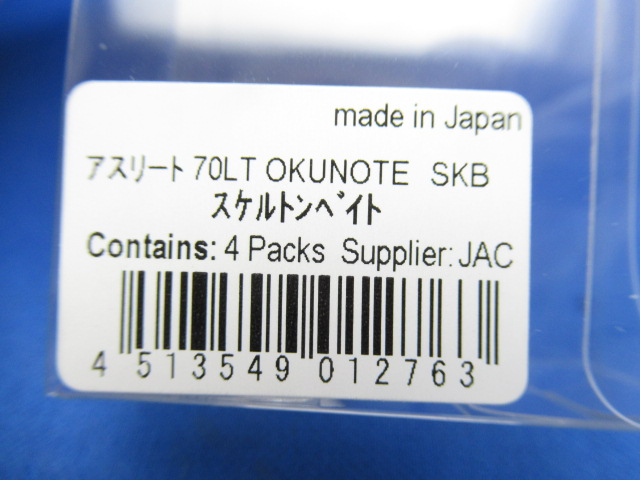 made in Japan
アスリート 70LT OKUNOTE SKB
スケルトンベイト
Contains: 4 Packs Supplier: JAC
4 513549 012763